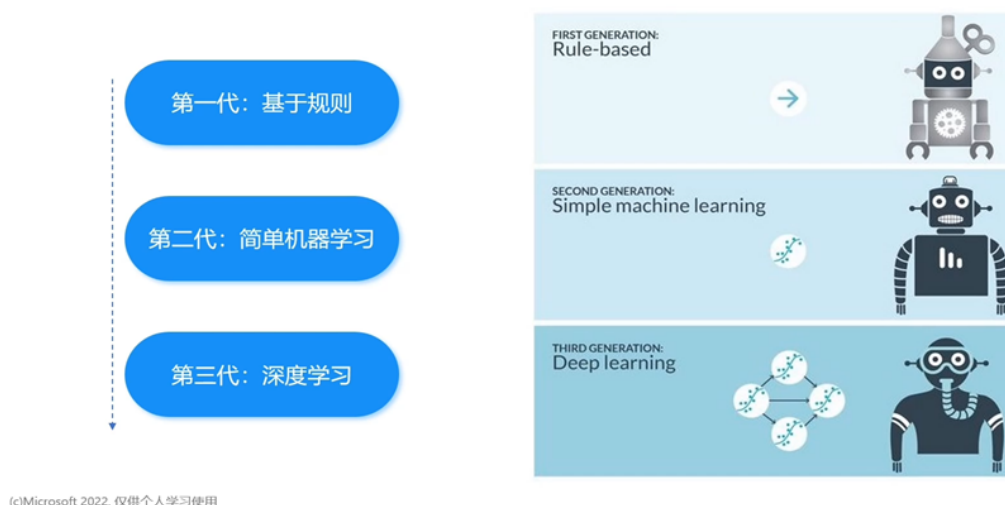 第一代：基于规则
第二代：简单机器学习
第三代：深度学习
FIRST GENERATION:
Rule-based
SECOND GENERATION:
Simple machine learning
THIRD GENERATION:
Deep learning
(c)Microsoft 2022. 仅供个人学习使用